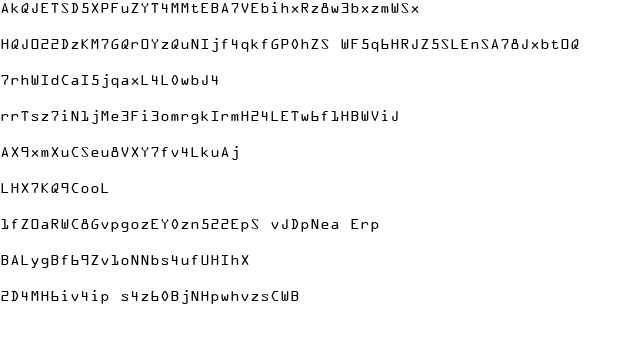 AkQJETSD5XPFuZYT4MMtEBA7VEbihxRz8w3bxzmWSx
HQJO22DzKM7GQrOYzQuNIjf4qkfGP0hZS WF5q6HRJZ5SLEnSA78JxbtOQ
7rhWIdCaI5jqaxL4L0wbJ4
rrTsz7iN1jMe3Fi3omrgkIrmH24LETw6f1HBWViJ
AX9xmXuCSeu8VXY7fv4LkuAj
LHX7KQ9CooL
1fZOaRWC8GvpgozEY0zn522EpS vJDpNea Erp
BALygBf69Zv1oNNbs4ufUHIhX
2D4MH6iv4ip s4z60BjNHpwhvzsCWB